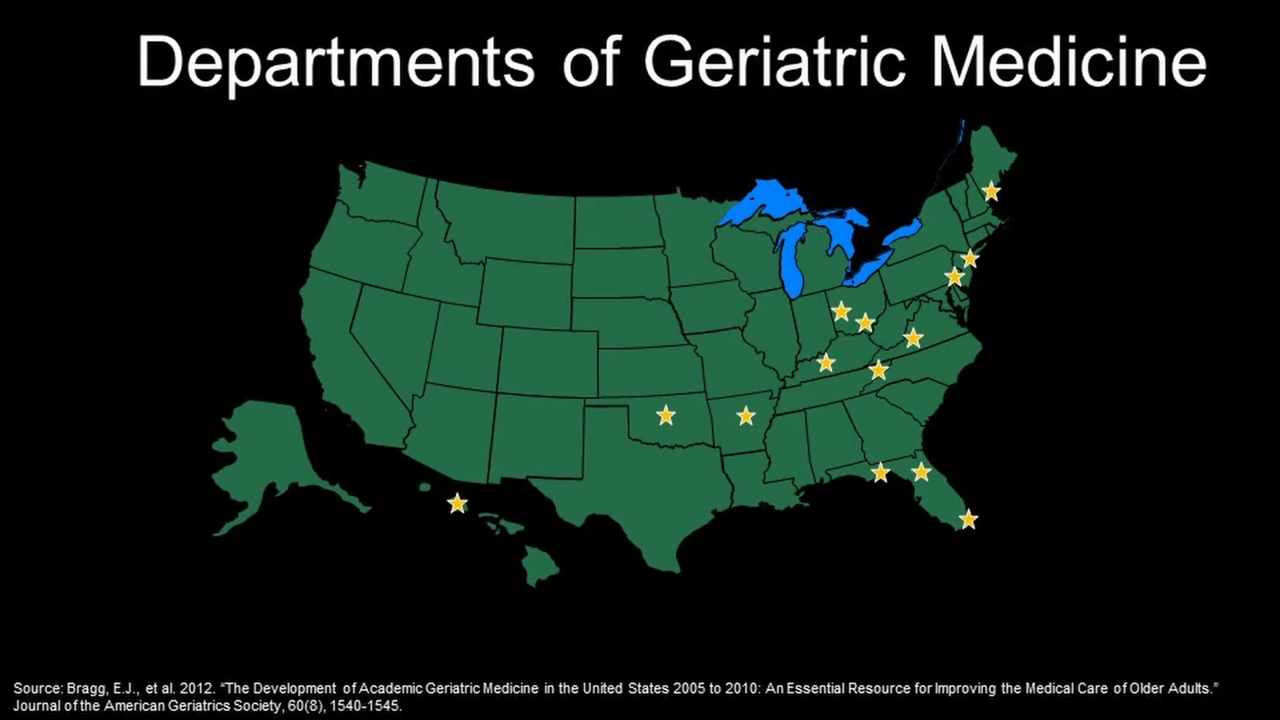 Departments of Geriatric Medicine
Source: Bragg, E.J., et al. 2012. “The Development of Academic Geriatric Medicine in the United States 2005 to 2010: An Essential Resource for Improving the Medical Care of Older Adults.”
Journal of the American Geriatrics Society, 60(8), 1540-1545.